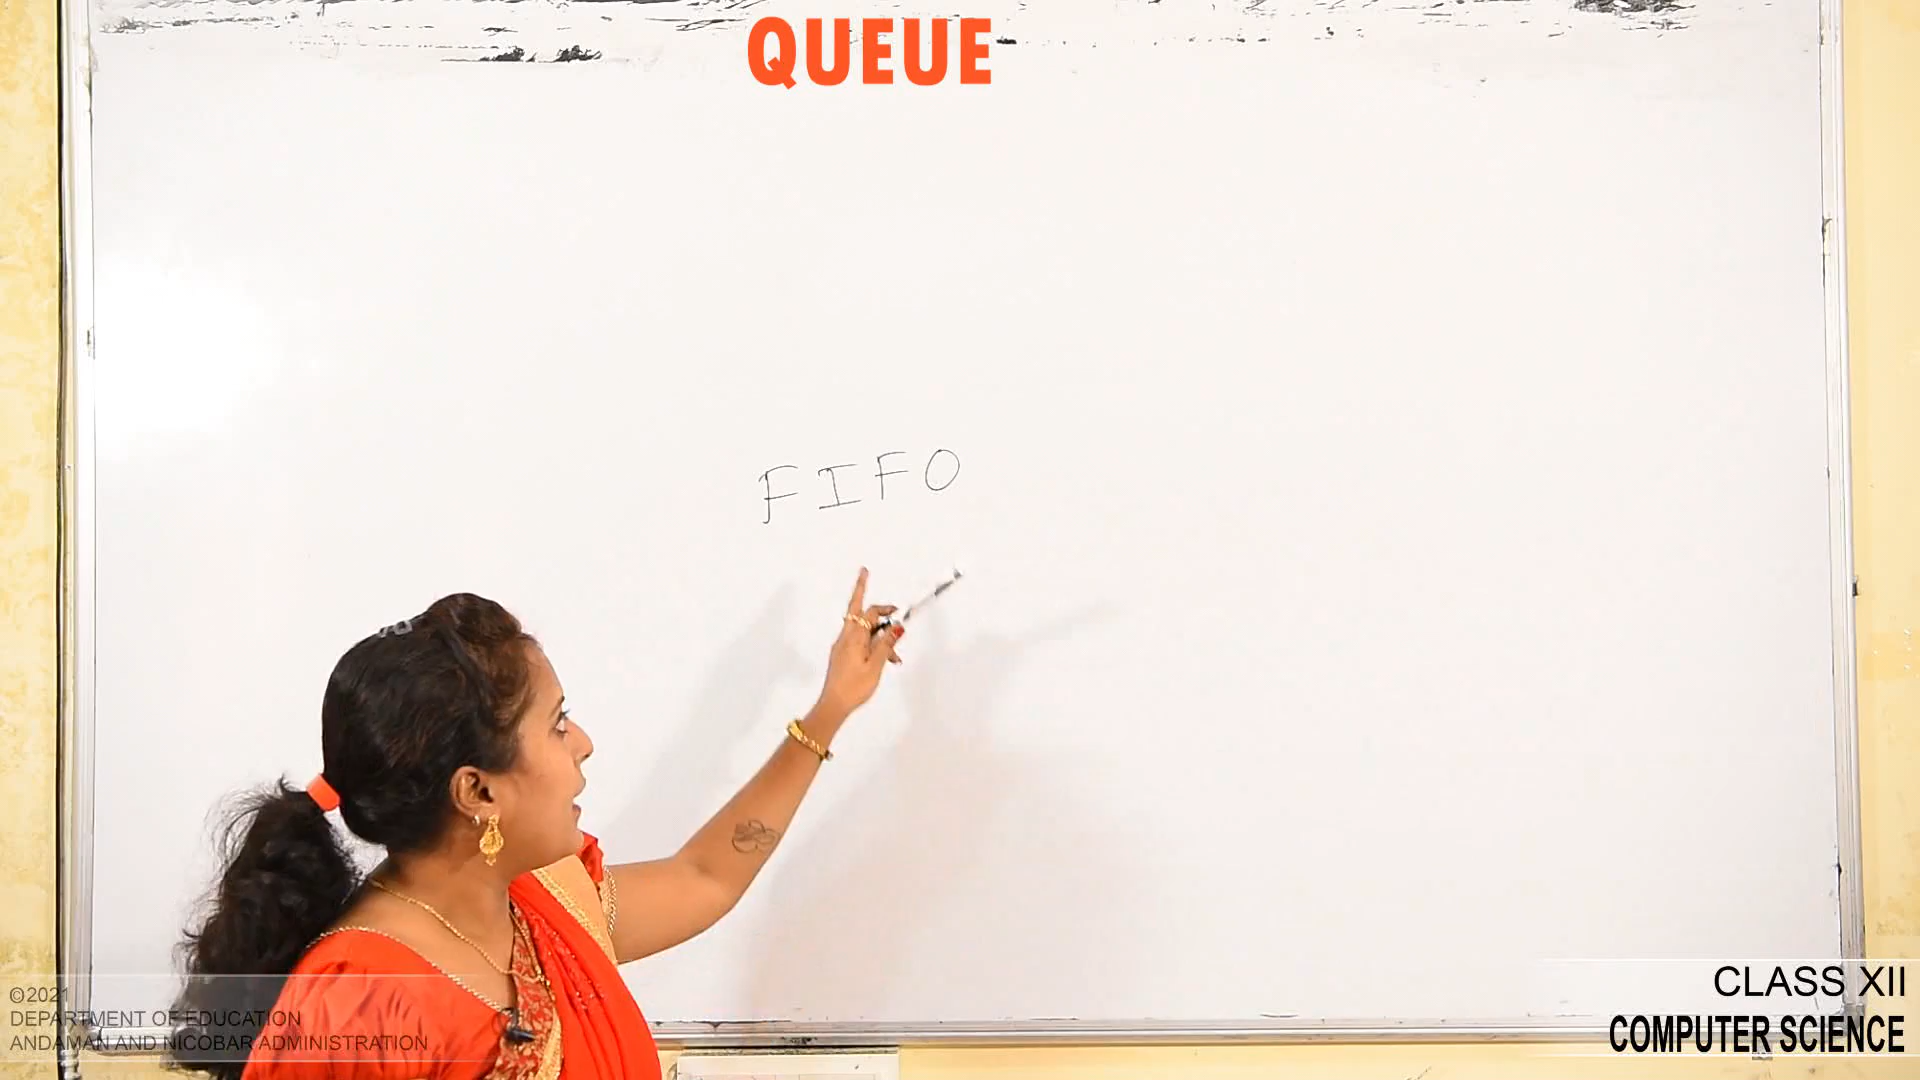 QUEUE
FIFO
©2021
DEPARTMENT OF EDUCATION
ANDAMAN AND NICOBAR ADMINISTRATION
CLASS XII
COMPUTER SCIENCE